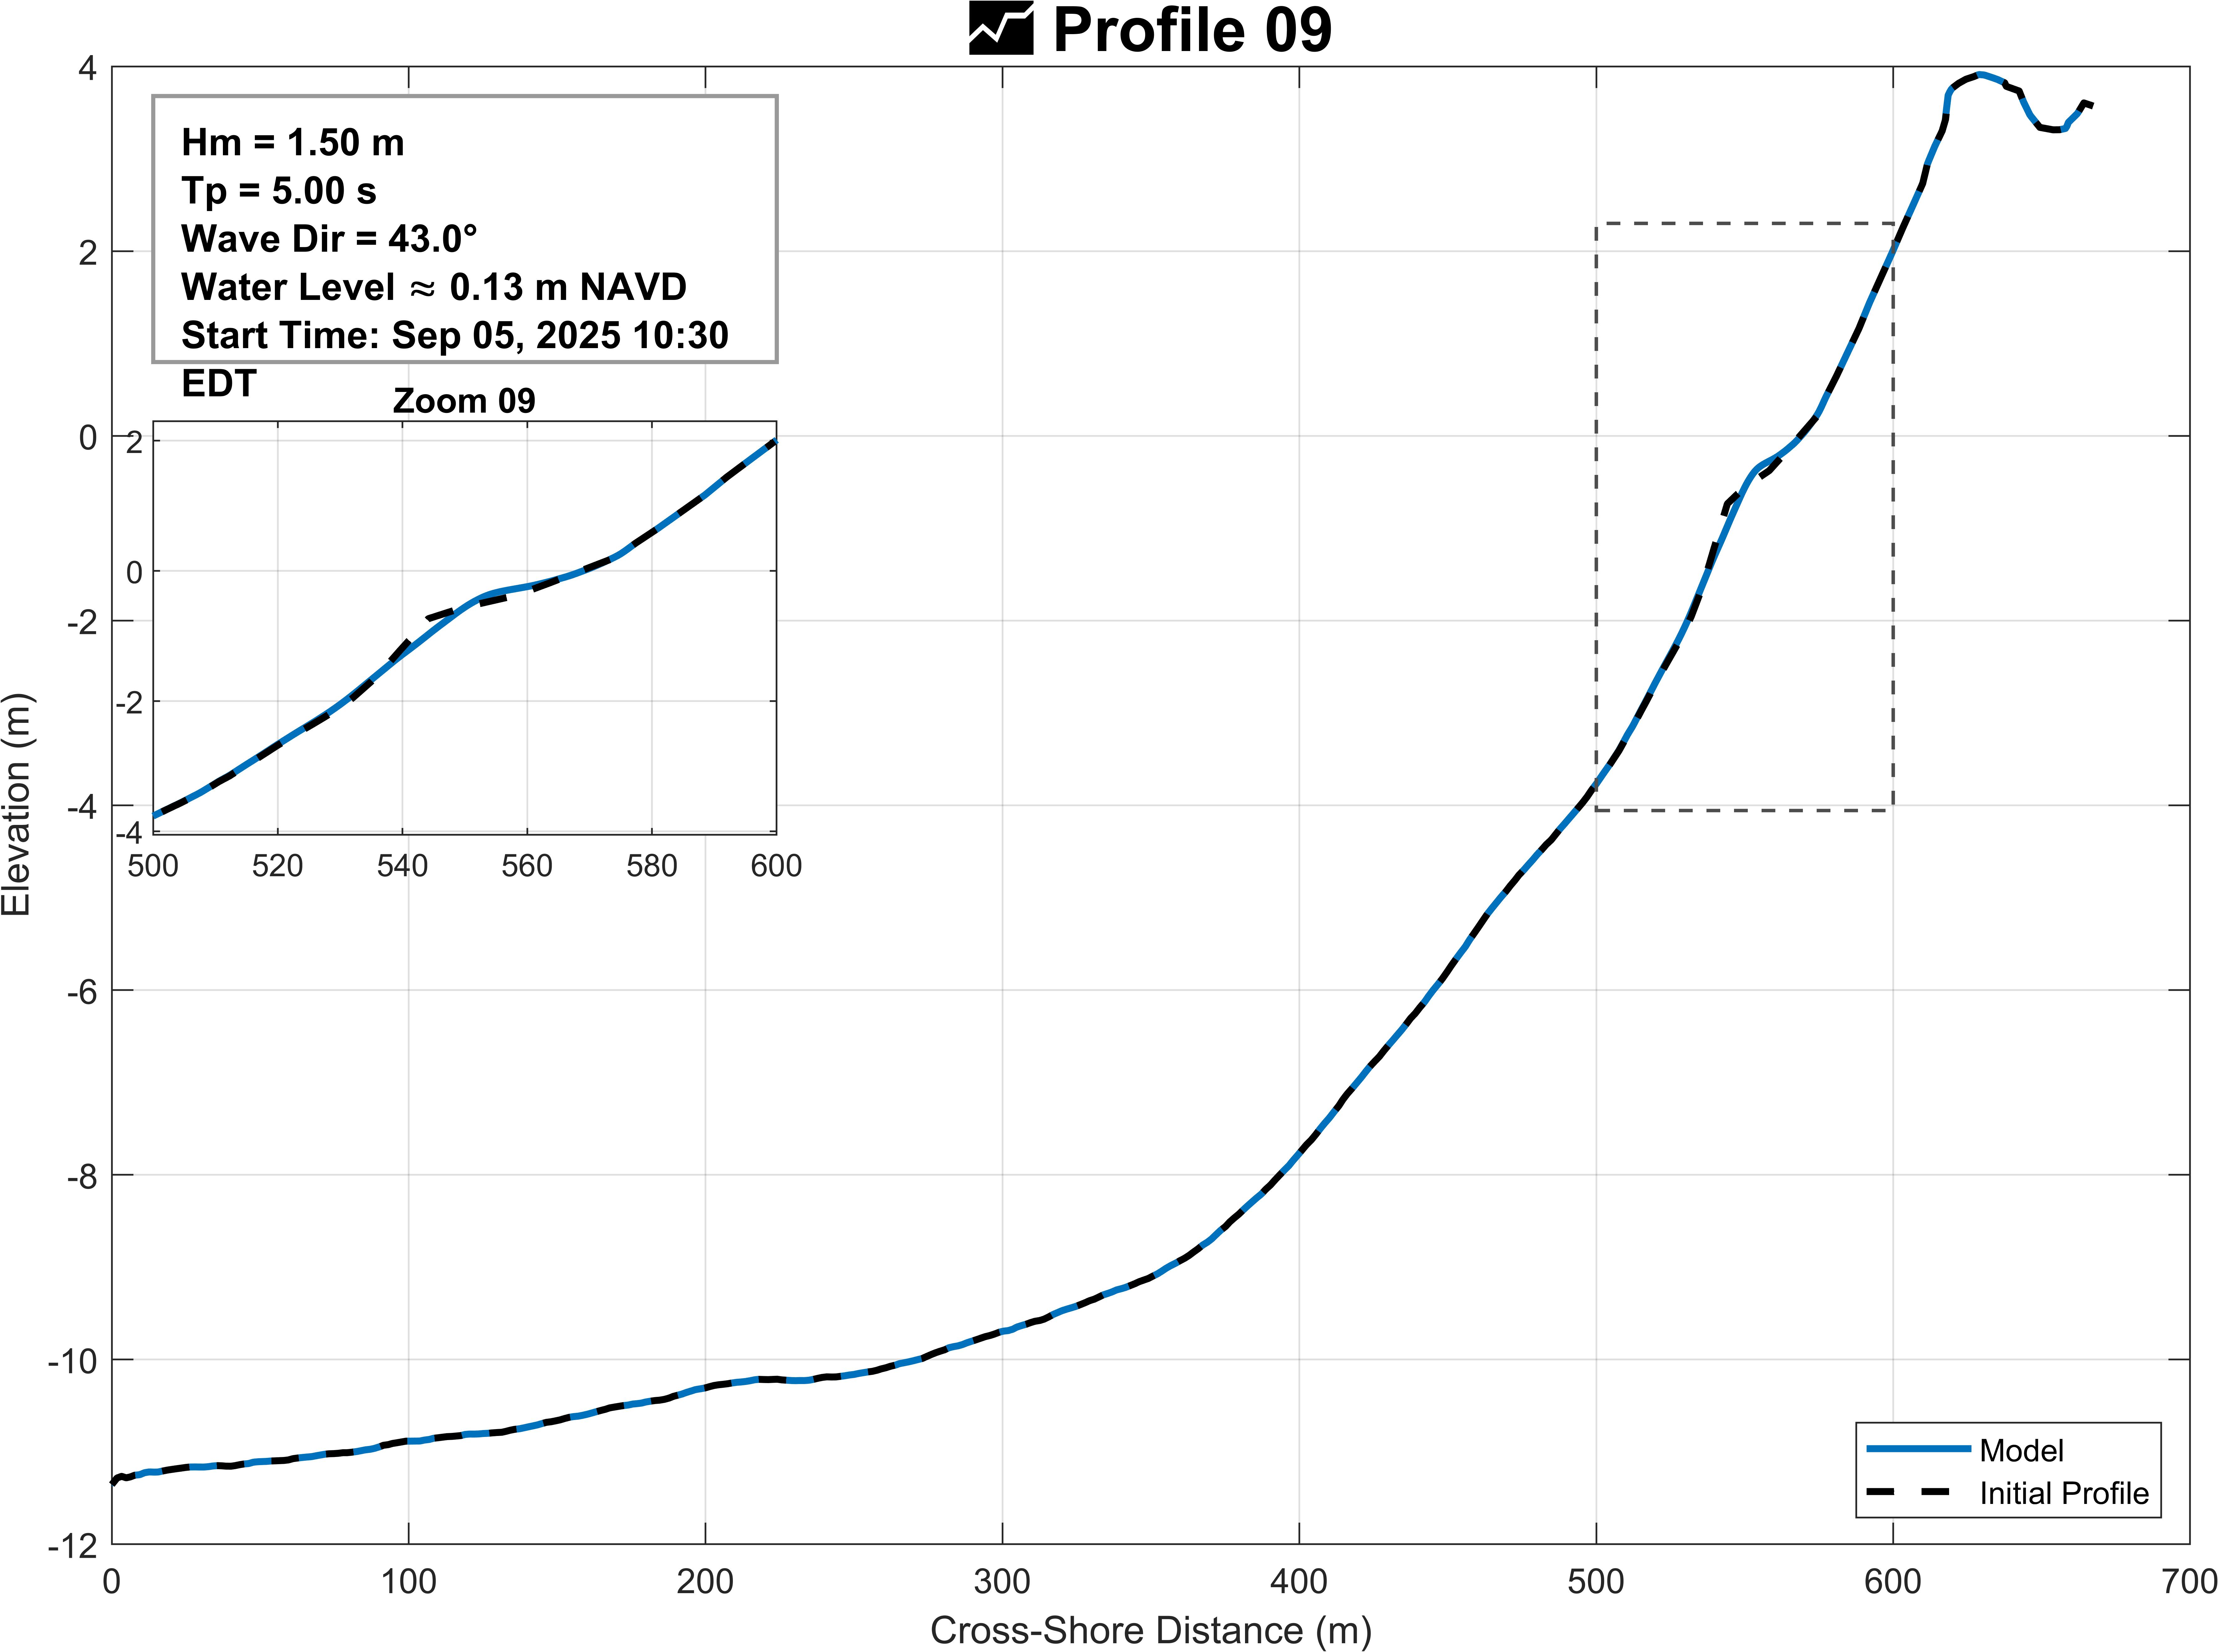 Profile 09
4
2
0
-2
-4
-6
-8
-10
-12
Elevation (m)
Hm = 1.50 m
Tp = 5.00 s
Wave Dir = 43.0°
Water Level ≈ 0.13 m NAVD
Start Time: Sep 05, 2025 10:30
EDT
Zoom 09
2
0
-2
-4
500 520 540 560 580 600
Model
Initial Profile
0 100 200 300 400 500 600 700
Cross-Shore Distance (m)